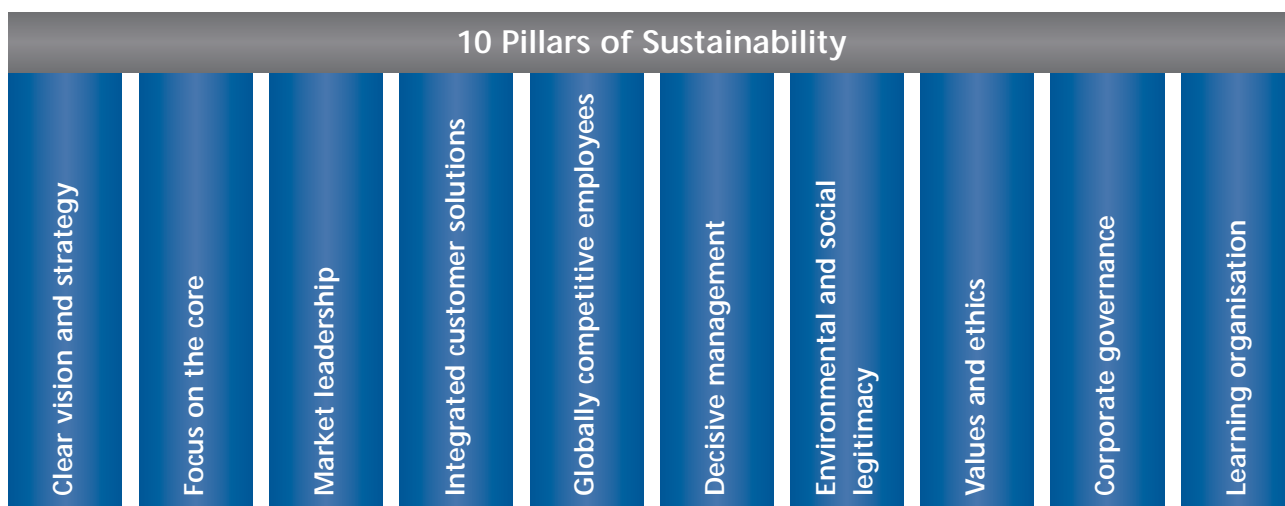 10 Pillars of Sustainability
Clear vision and strategy
Focus on the core
Market leadership
Integrated customer solutions
Globally competitive employees
Decisive management
Environmental and social
legitimacy
Values and ethics
Corporate governance
Learning organisation